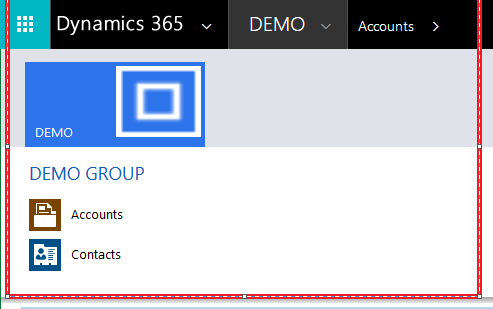 Dynamics 365 DEMO Accounts
DEMO
DEMO GROUP
Accounts
Contacts